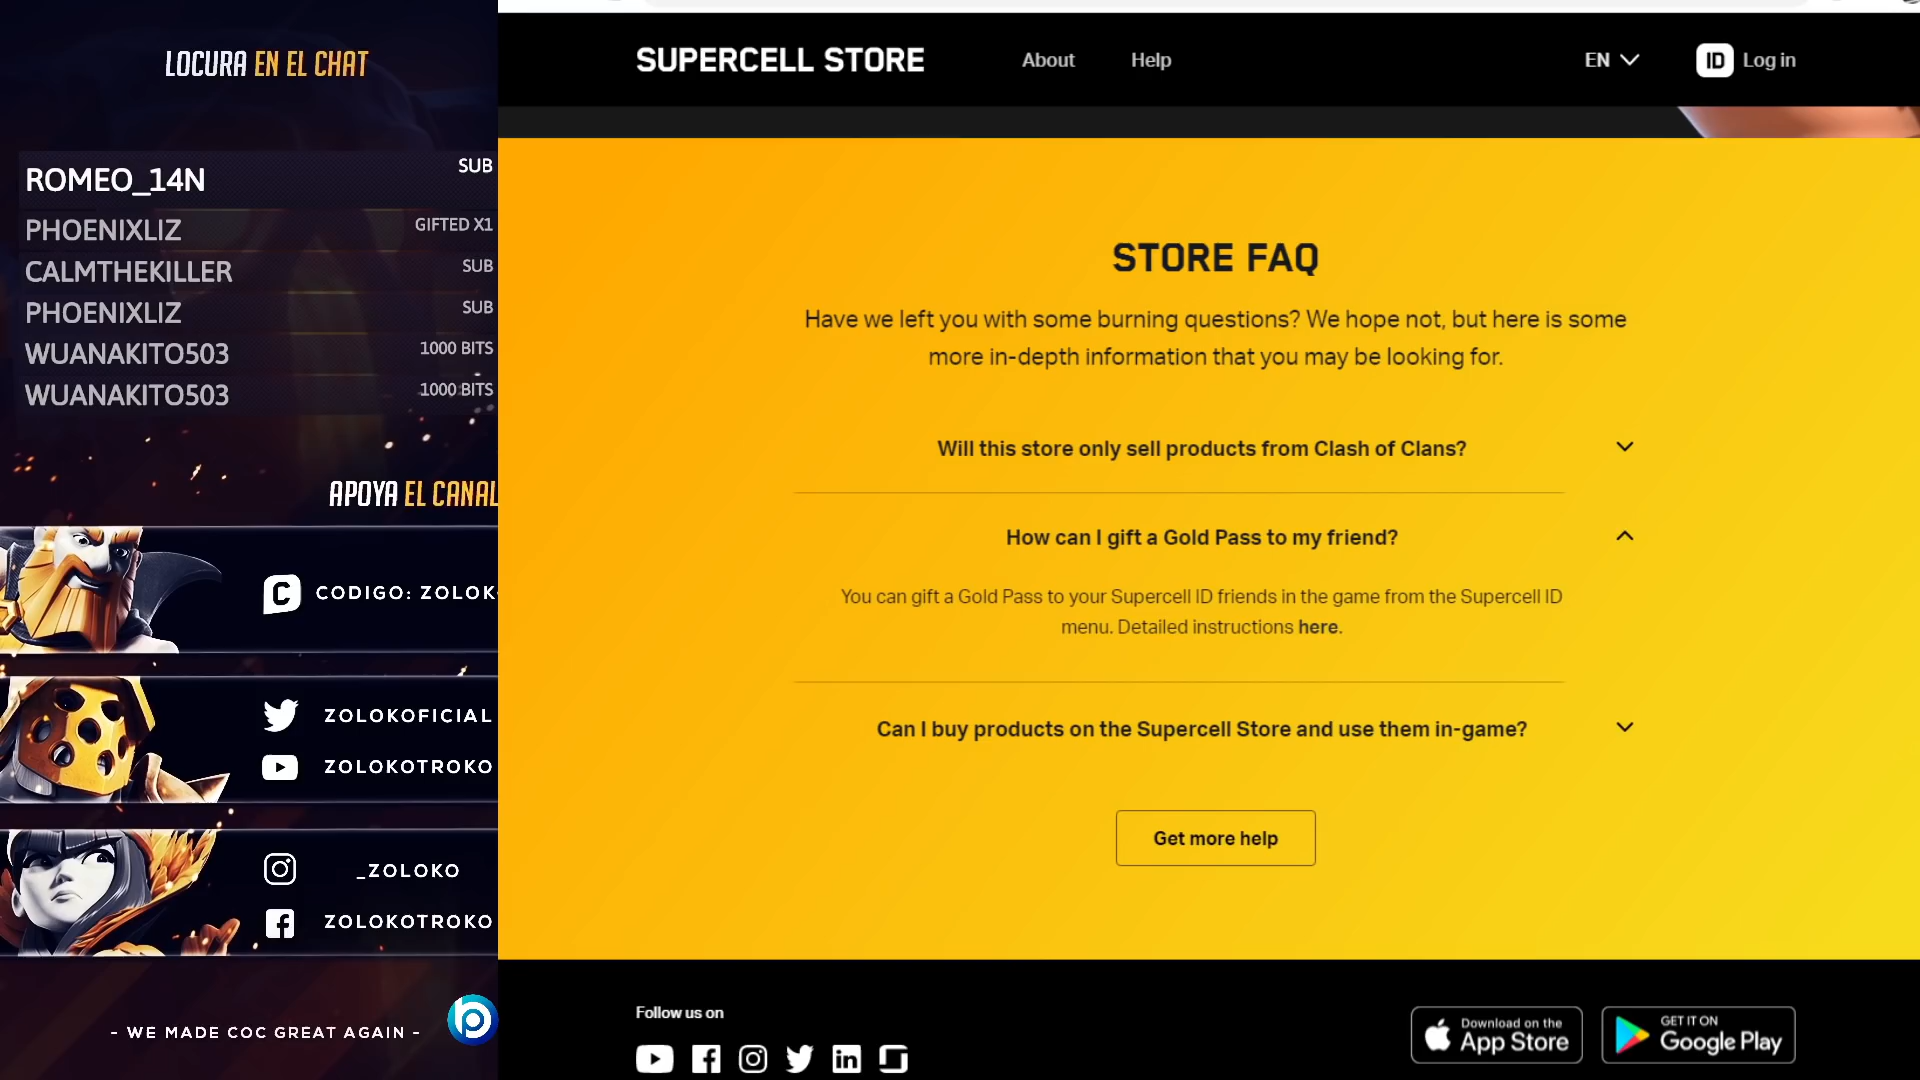 LOCURA EN EL CHAT
ROMEO_14N SUB
PHOENIXLIZ GIFTED X1
CALMTHEKILLER SUB
PHOENIXLIZ SUB
WUANAKITO503 1000 BITS
WUANAKITO503 1000 BITS
APOYA EL CANAL
CODIGO: ZOLOK
ZOLOKOFICIAL
ZOLOKOTROKO
_ZOLOKO
ZOLOKOTROKO
- WE MADE COC GREAT AGAIN -
SUPERCELL STORE About Help EN ID Log in
STORE FAQ
Have we left you with some burning questions? We hope not, but here is some
more in-depth information that you may be looking for.
Will this store only sell products from Clash of Clans?
How can I gift a Gold Pass to my friend?
You can gift a Gold Pass to your Supercell ID friends in the game from the Supercell ID
menu. Detailed instructions here.
Can I buy products on the Supercell Store and use them in-game?
Get more help
Follow us on
Download on the
App Store
GET IT ON
Google Play